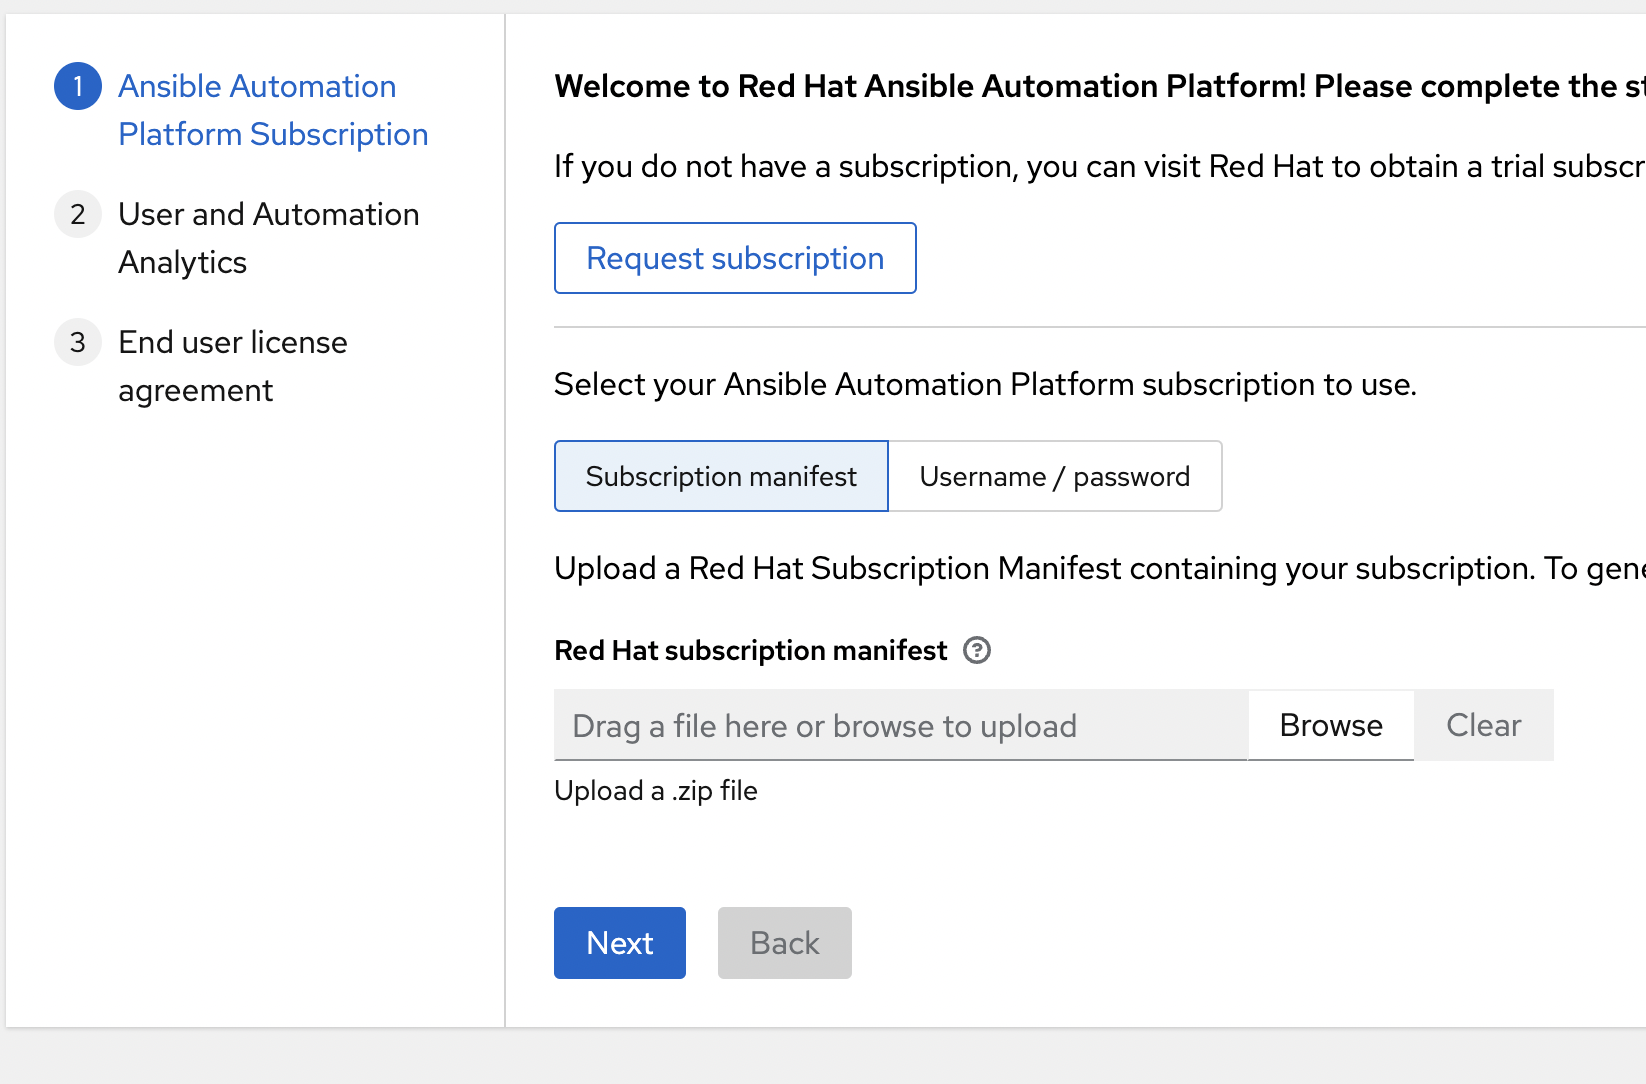 1
Ansible Automation
Platform Subscription
2
User and Automation
Analytics
3
End user license
agreement
Welcome to Red Hat Ansible Automation Platform! Please complete the
If you do not have a subscription, you can visit Red Hat to obtain a trial
Request subscription
Select your Ansible Automation Platform subscription to use.
Subscription manifest
Username / password
Upload a Red Hat Subscription Manifest containing your subscription. To
Red Hat subscription manifest ?
Drag a file here or browse to upload
Browse
Clear
Upload a .zip file
Next
Back